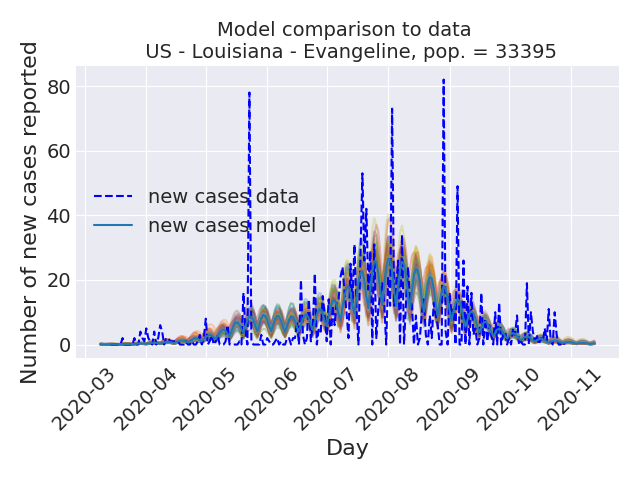 Model comparison to data
US - Louisiana - Evangeline, pop. = 33395
Number of new cases reported
80
60
40
20
0
new cases data
new cases model
2020-03
2020-04
2020-05
2020-06
2020-07
2020-08
2020-09
2020-10
2020-11
Day